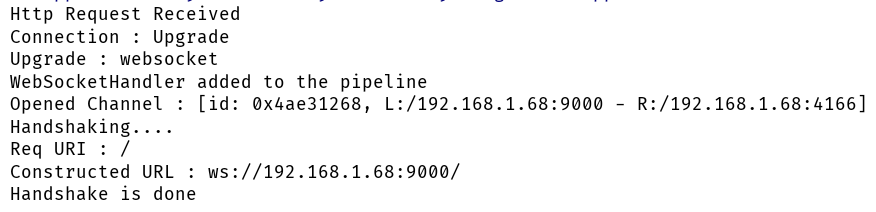 Http Request Received
Connection : Upgrade
Upgrade : websocket
WebSocketHandler added to the pipeline
Opened Channel : [id: 0x4ae31268, L:/192.168.1.68:9000 - R:/192.168.1.68:4166]
Handshaking....
Req URI : /
Constructed URL : ws://192.168.1.68:9000/
Handshake is done